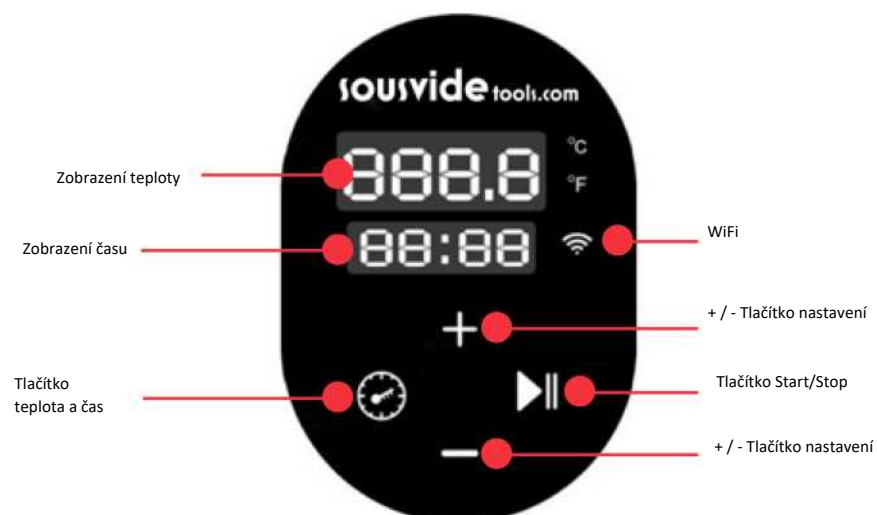 sousvide tools.com
888.8
°C
°F
Zobrazení teploty
88:88
Zobrazení času
WiFi
+ / - Tlačítko nastavení
Tlačítko
teplota a čas
Tlačítko Start/Stop
+ / - Tlačítko nastavení